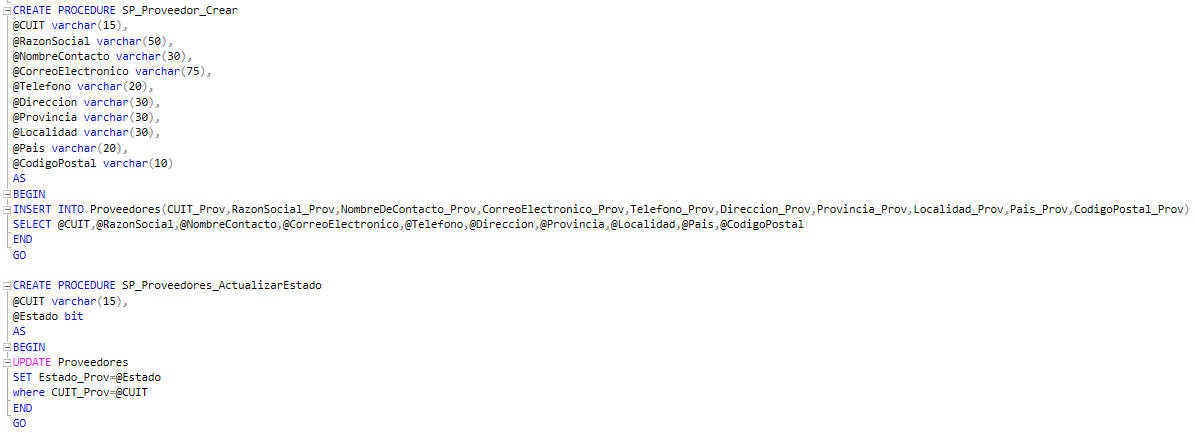 CREATE PROCEDURE SP_Proveedor_Crear
@CUIT varchar(15),
@RazonSocial varchar(50),
@NombreContacto varchar(30),
@CorreoElectronico varchar(75),
@Telefono varchar(20),
@Direccion varchar(30),
@Provincia varchar(30),
@Localidad varchar(30),
@Pais varchar(20),
@CodigoPostal varchar(10)
AS
BEGIN
INSERT INTO Proveedores(CUIT_Prov,RazonSocial_Prov,NombreDeContacto_Prov,CorreoElectronico_Prov,Telefono_Prov,Direccion_Prov,Provincia_Prov,Localidad_Prov,Pais_Prov,CodigoPostal_Prov)
SELECT @CUIT,@RazonSocial,@NombreContacto,@CorreoElectronico,@Telefono,@Direccion,@Provincia,@Localidad,@Pais,@CodigoPostal
END
GO
CREATE PROCEDURE SP_Proveedores_ActualizarEstado
@CUIT varchar(15),
@Estado bit
AS
BEGIN
UPDATE Proveedores
SET Estado_Prov=@Estado
where CUIT_Prov=@CUIT
END
GO